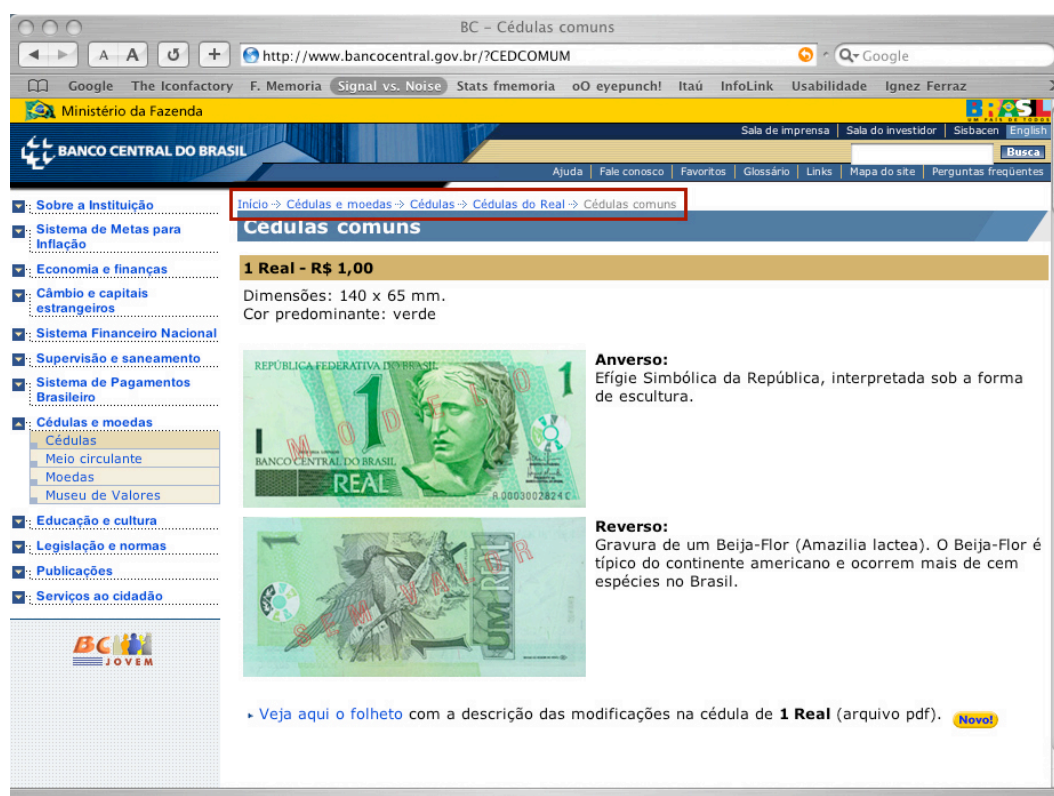 BC – Cédulas comuns
A A
http://www.bancocentral.gov.br/?CEDCOMUM
Google
Google The Iconfactory F. Memoria Signal vs. Noise Stats fmemoria oO eyepunch! Itaú InfoLink Usabilidade Ignez Ferraz
Ministério da Fazenda
BRASIL
UM PAÍS DE TODOS
Sala de imprensa | Sala do investidor | Sisbacen English
BANCO CENTRAL DO BRASIL
Busca
Ajuda | Fale conosco | Favoritos | Glossário | Links | Mapa do site | Perguntas freqüentes
Início -> Cédulas e moedas -> Cédulas -> Cédulas do Real -> Cédulas comuns
Cédulas comuns
Sobre a Instituição
Sistema de Metas para
Inflação
Economia e finanças
Câmbio e capitais
estrangeiros
Sistema Financeiro Nacional
Supervisão e saneamento
Sistema de Pagamentos
Brasileiro
Cédulas e moedas
Cédulas
Meio circulante
Moedas
Museu de Valores
Educação e cultura
Legislação e normas
Publicações
Serviços ao cidadão
BC
JOVEM
1 Real - R$ 1,00
Dimensões: 140 x 65 mm.
Cor predominante: verde
REPÚBLICA FEDERATIVA DO BRASIL
1
1
MODELO
1
BANCO CENTRAL DO BRASIL
REAL
A 0003002824 C
Anverso:
Efígie Simbólica da República, interpretada sob a forma
de escultura.
1
SEM VALOR
1
UM REAL
Reverso:
Gravura de um Beija-Flor (Amazilia lactea). O Beija-Flor é
típico do continente americano e ocorrem mais de cem
espécies no Brasil.
Veja aqui o folheto com a descrição das modificações na cédula de 1 Real (arquivo pdf). Novo!